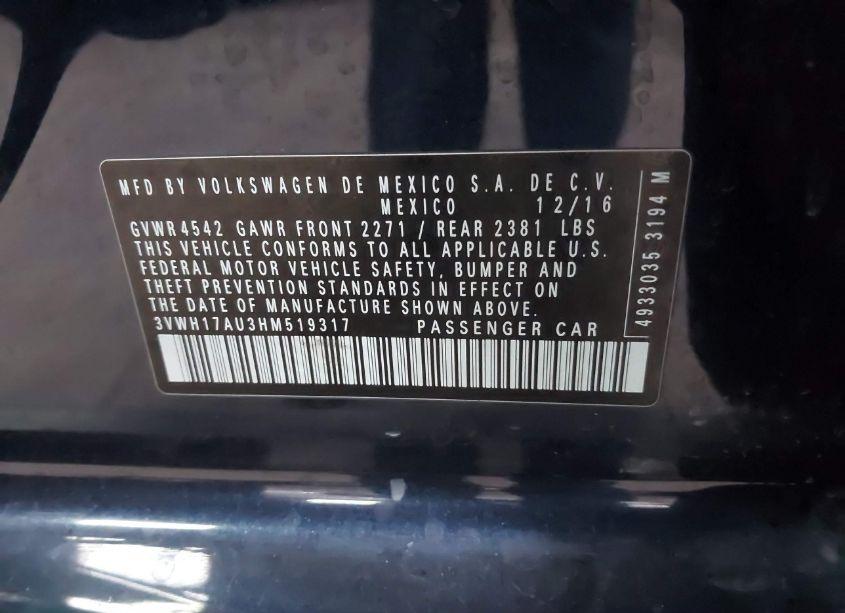 MFD BY VOLKSWAGEN DE MEXICO S.A. DE C.V.
MEXICO 12/16
GVWR 4542 GAWR FRONT 2271 / REAR 2381 LBS
THIS VEHICLE CONFORMS TO ALL APPLICABLE U.S.
FEDERAL MOTOR VEHICLE SAFETY, BUMPER AND
THEFT PREVENTION STANDARDS IN EFFECT ON
THE DATE OF MANUFACTURE SHOWN ABOVE.
3VWH17AU3HM519317 PASSENGER CAR
4933035 3194 M